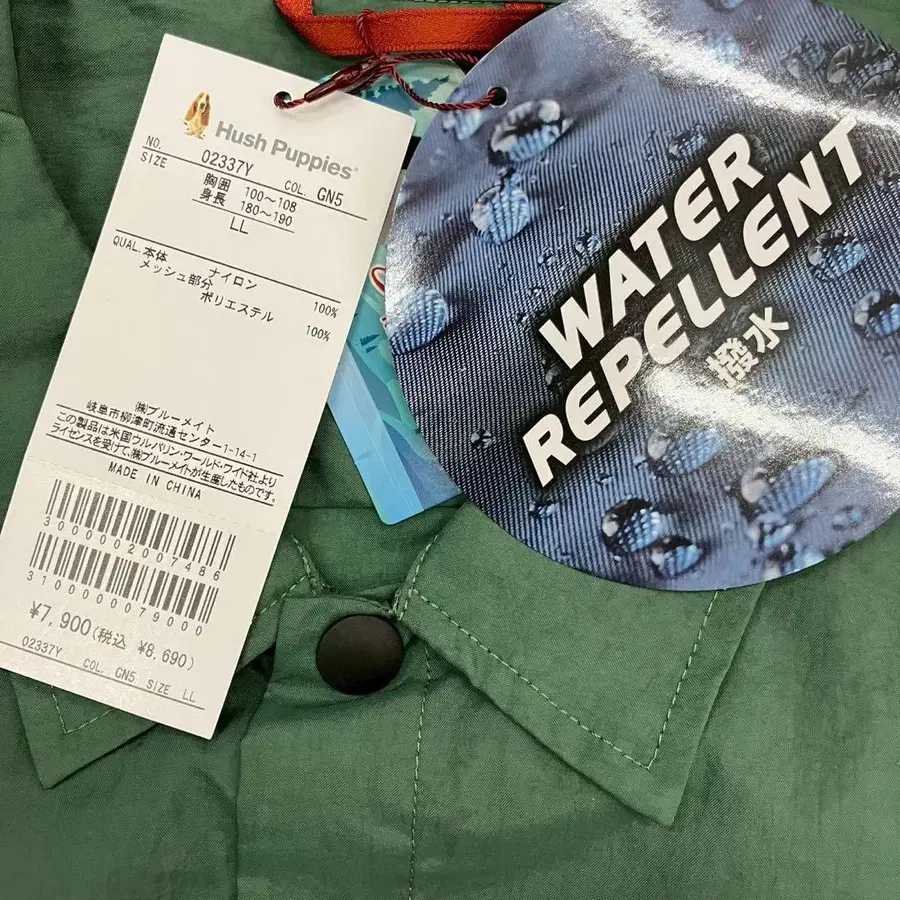 Hush Puppies®
NO. 02337Y COL. GN5
SIZE 胸囲 100～108
身長 180～190
LL
QUAL. 本体 ナイロン 100%
メッシュ部分
ポリエステル 100%
㈱ブルーメイト
岐阜市柳津町流通センター1-14-1
この製品は米国ウルバリン・ワールド・ワイド社より
ライセンスを受けて、㈱ブルーメイトが生産したものです。
MADE IN CHINA
3000002007486
3100000079000
¥7,900(税込 ¥8,690)
02337Y COL. GN5 SIZE LL
WATER
REPELLENT
撥水